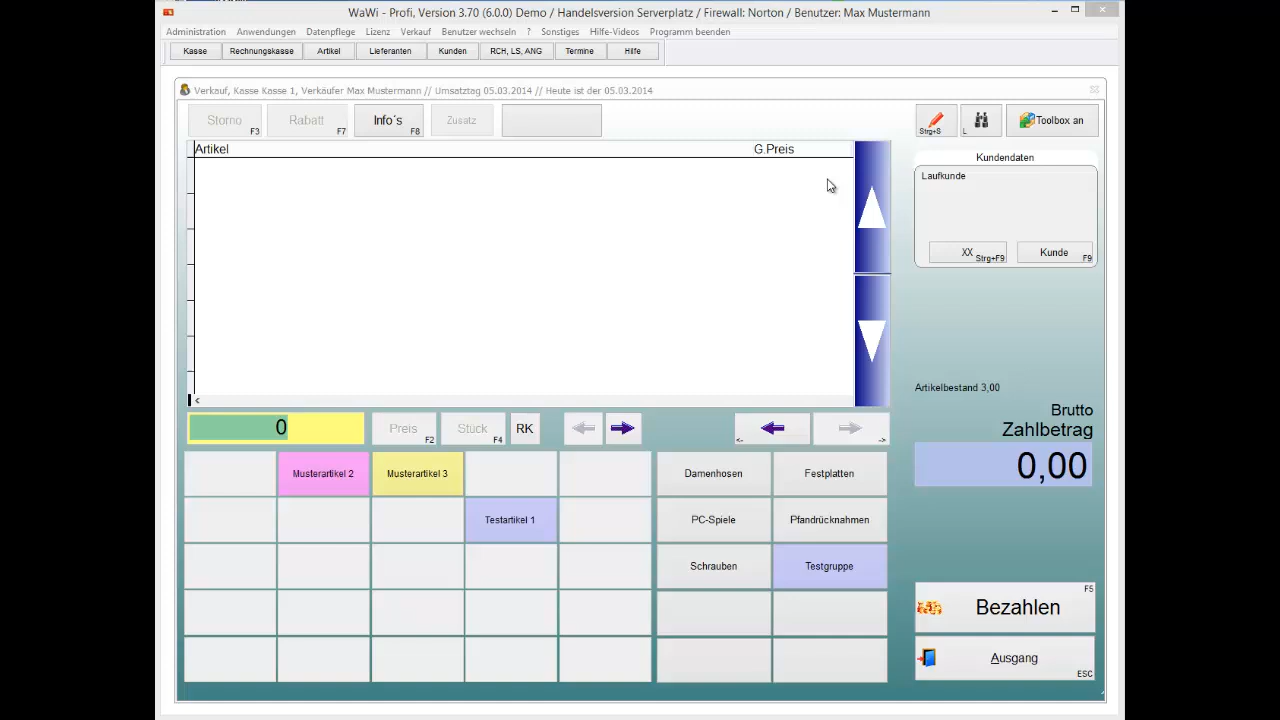 WaWi - Profi, Version 3.70 (6.0.0) Demo / Handelsversion Serverplatz / Firewall: Norton / Benutzer: Max Mustermann
Administration Anwendungen Datenpflege Lizenz Verkauf Benutzer wechseln ? Sonstiges Hilfe-Videos Programm beenden
Kasse Rechnungskasse Artikel Lieferanten Kunden RCH, LS, ANG Termine Hilfe
Verkauf, Kasse Kasse 1, Verkäufer Max Mustermann // Umsatztag 05.03.2014 // Heute ist der 05.03.2014
Storno F3 Rabatt F7 Info´s F8 Zusatz Strg+S L Toolbox an
Artikel G.Preis
Kundendaten
Laufkunde
XX Strg+F9 Kunde F9
Artikelbestand 3,00
Brutto
Zahlbetrag
0,00
0 Preis F2 Stück F4 RK <- ->
Musterartikel 2 Musterartikel 3 Damenhosen Festplatten
Testartikel 1 PC-Spiele Pfandrücknahmen
Schrauben Testgruppe
Bezahlen F5
Ausgang ESC